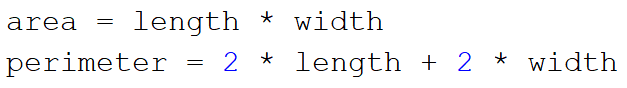 area = length * width
perimeter = 2 * length + 2 * width